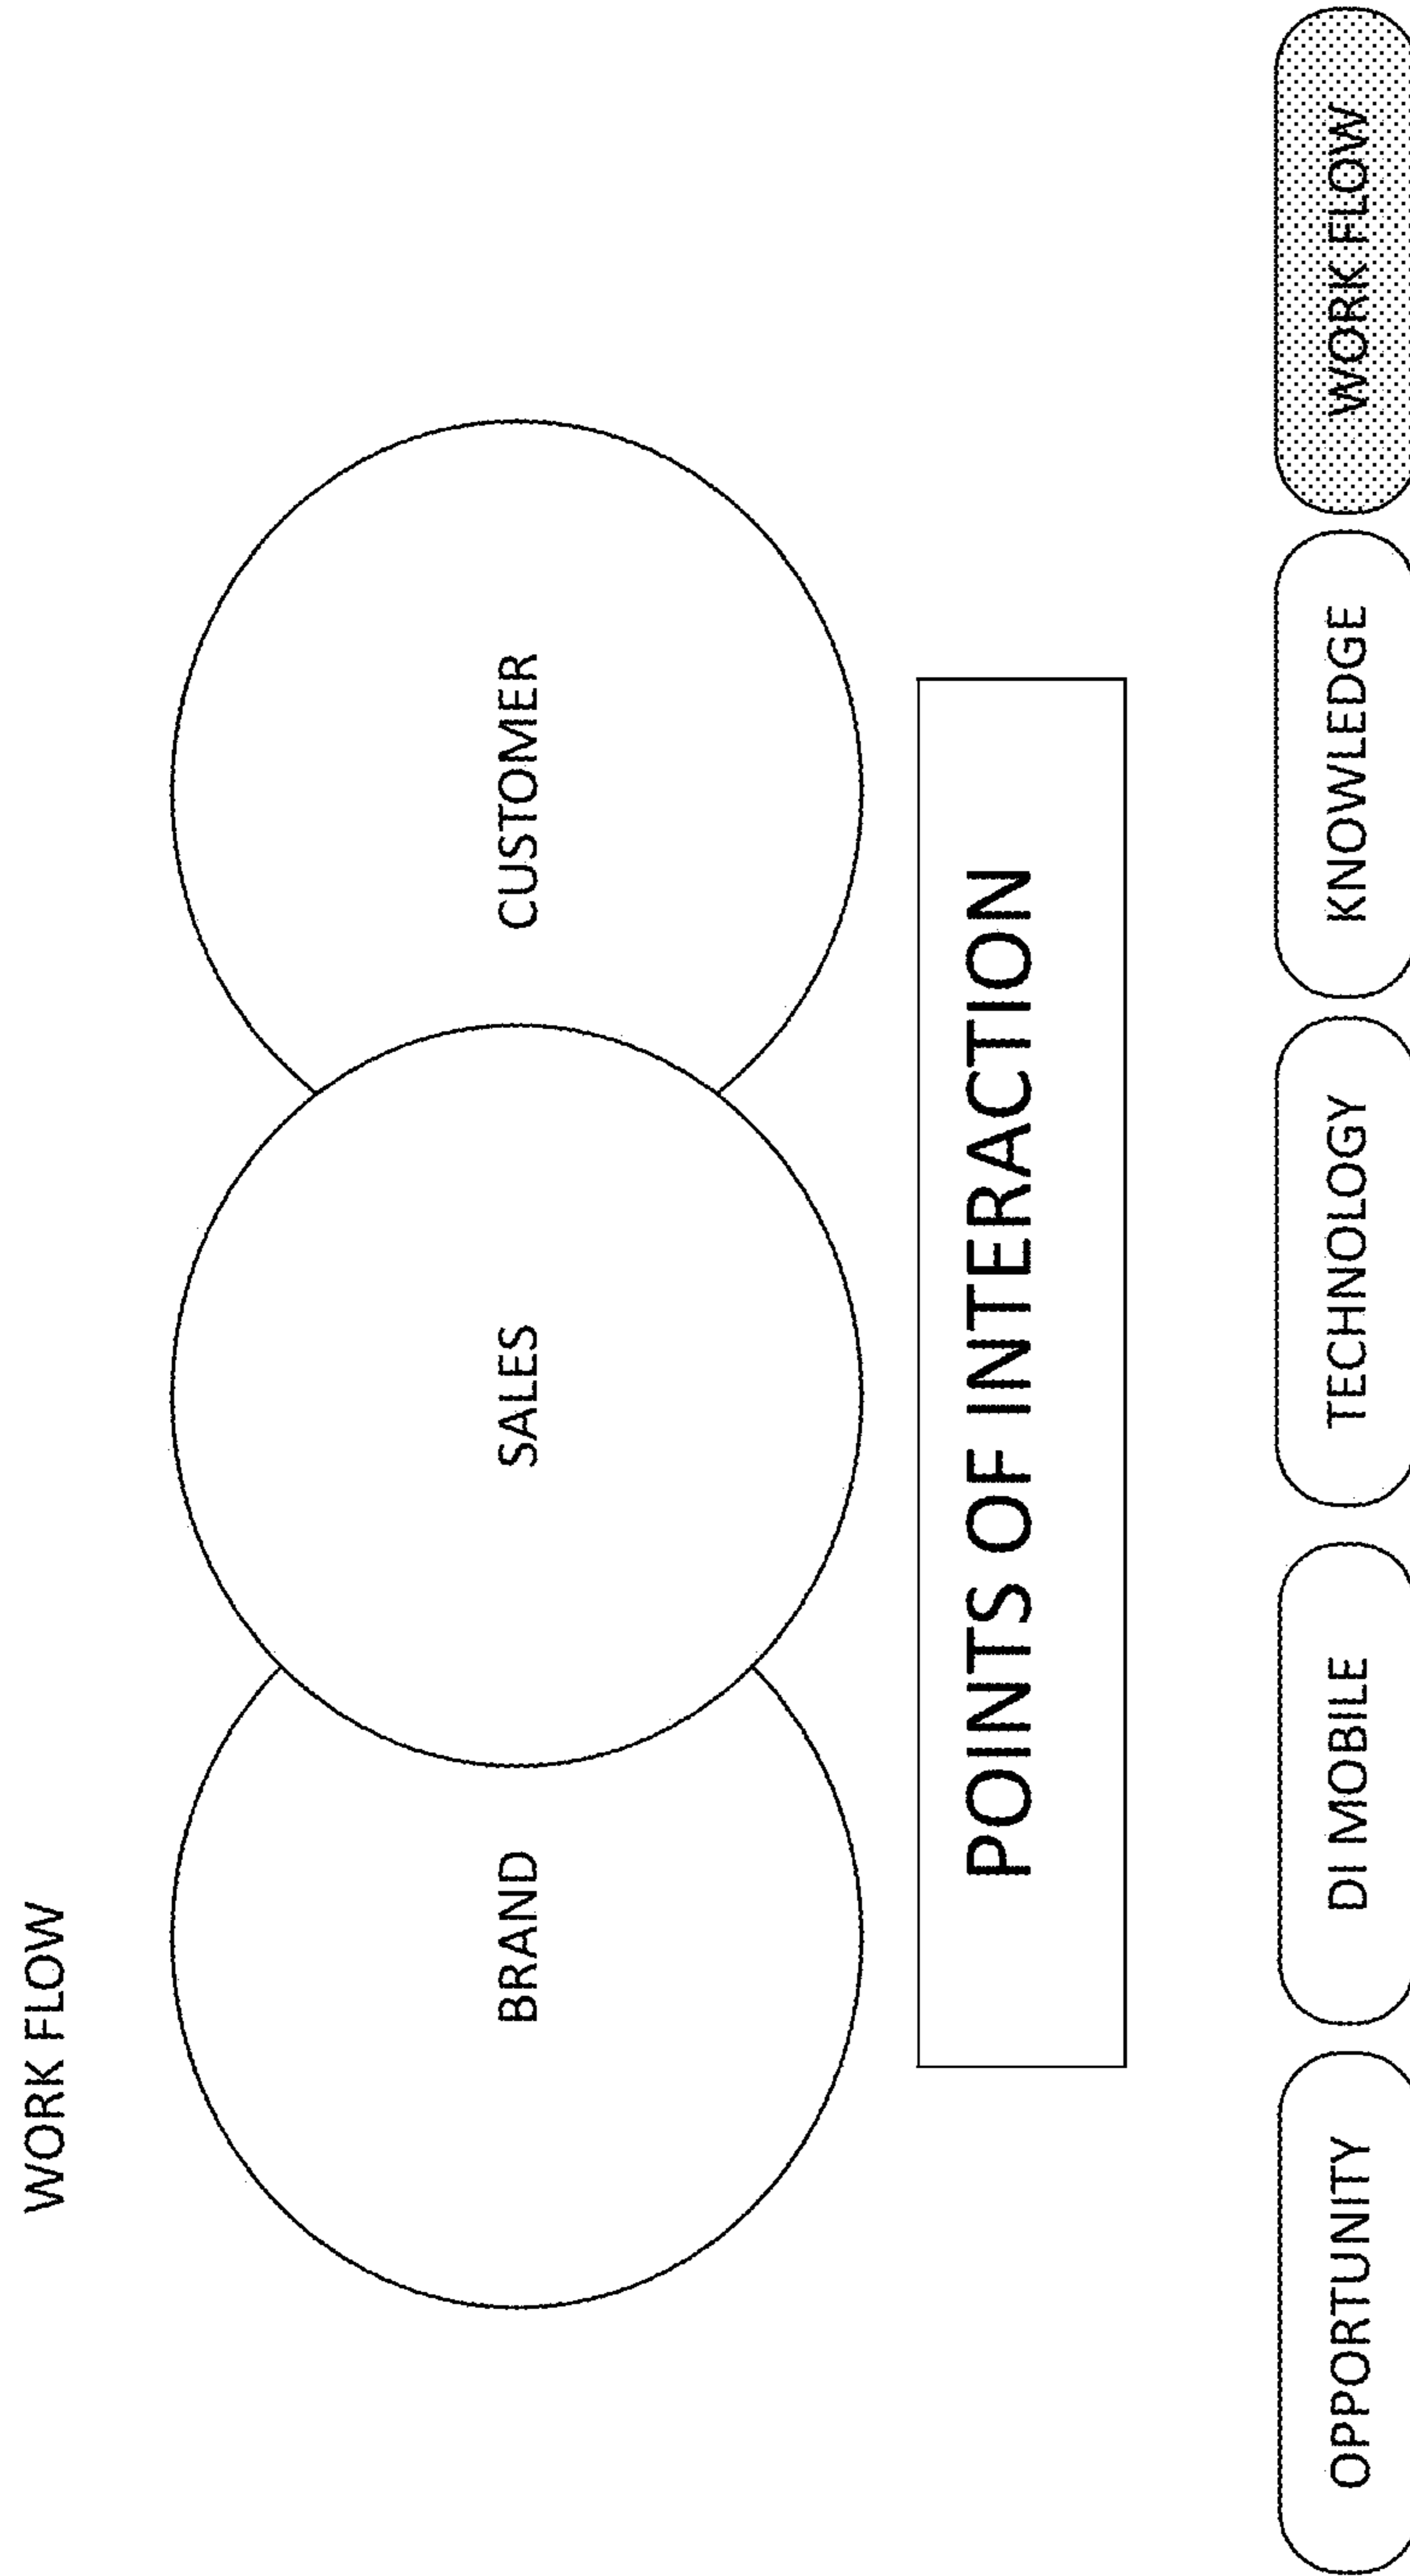 WORK FLOW
BRAND
SALES
CUSTOMER
POINTS OF INTERACTION
OPPORTUNITY
DI MOBILE
TECHNOLOGY
KNOWLEDGE
WORK FLOW